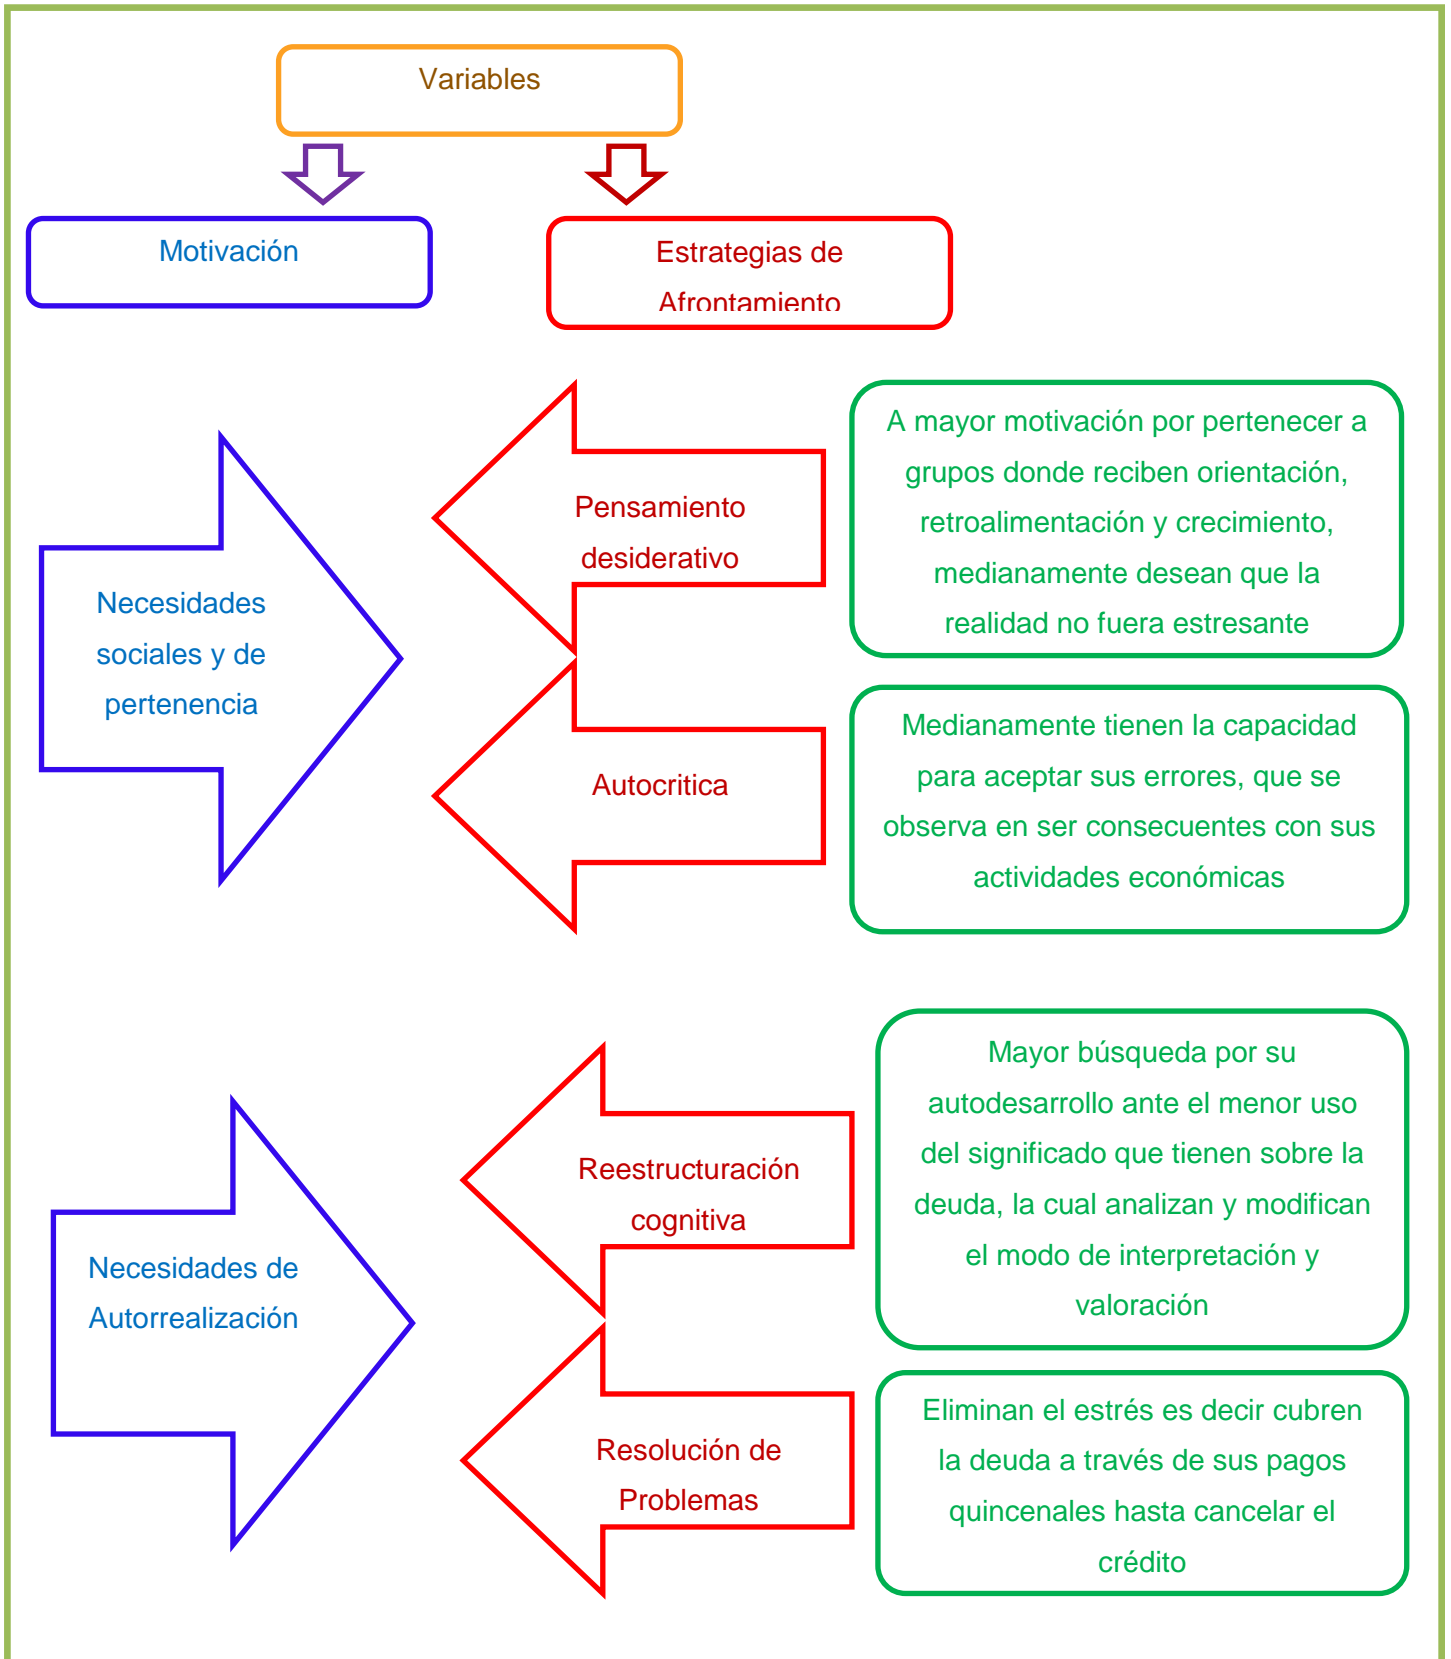 Variables
Motivación
Estrategias de
Afrontamiento
Necesidades
sociales y de
pertenencia
Pensamiento
desiderativo
A mayor motivación por pertenecer a
grupos donde reciben orientación,
retroalimentación y crecimiento,
medianamente desean que la
realidad no fuera estresante
Autocritica
Medianamente tienen la capacidad
para aceptar sus errores, que se
observa en ser consecuentes con sus
actividades económicas
Necesidades de
Autorrealización
Reestructuración
cognitiva
Mayor búsqueda por su
autodesarrollo ante el menor uso
del significado que tienen sobre la
deuda, la cual analizan y modifican
el modo de interpretación y
valoración
Resolución de
Problemas
Eliminan el estrés es decir cubren
la deuda a través de sus pagos
quincenales hasta cancelar el
crédito